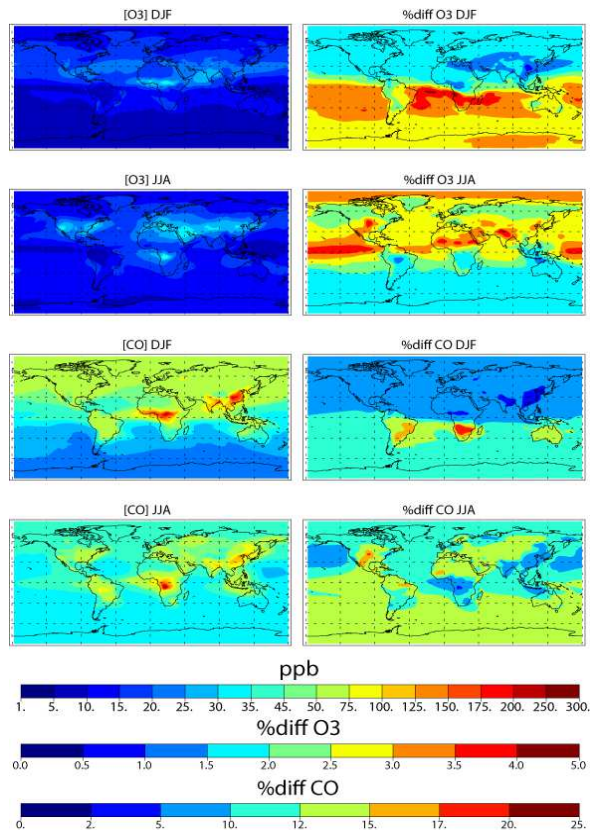 [O3] DJF
%diff O3 DJF
[O3] JJA
%diff O3 JJA
[CO] DJF
%diff CO DJF
[CO] JJA
%diff CO JJA
ppb
1. 5. 10. 15. 20. 25. 30. 35. 45. 50. 100. 125. 150. 175. 200. 250. 300.
%diff O3
0.0 0.5 1.0 1.5 2.0 2.5 3.0 3.5 4.0 5.0
%diff CO
0. 2. 5. 10. 12. 15. 17. 20. 25.